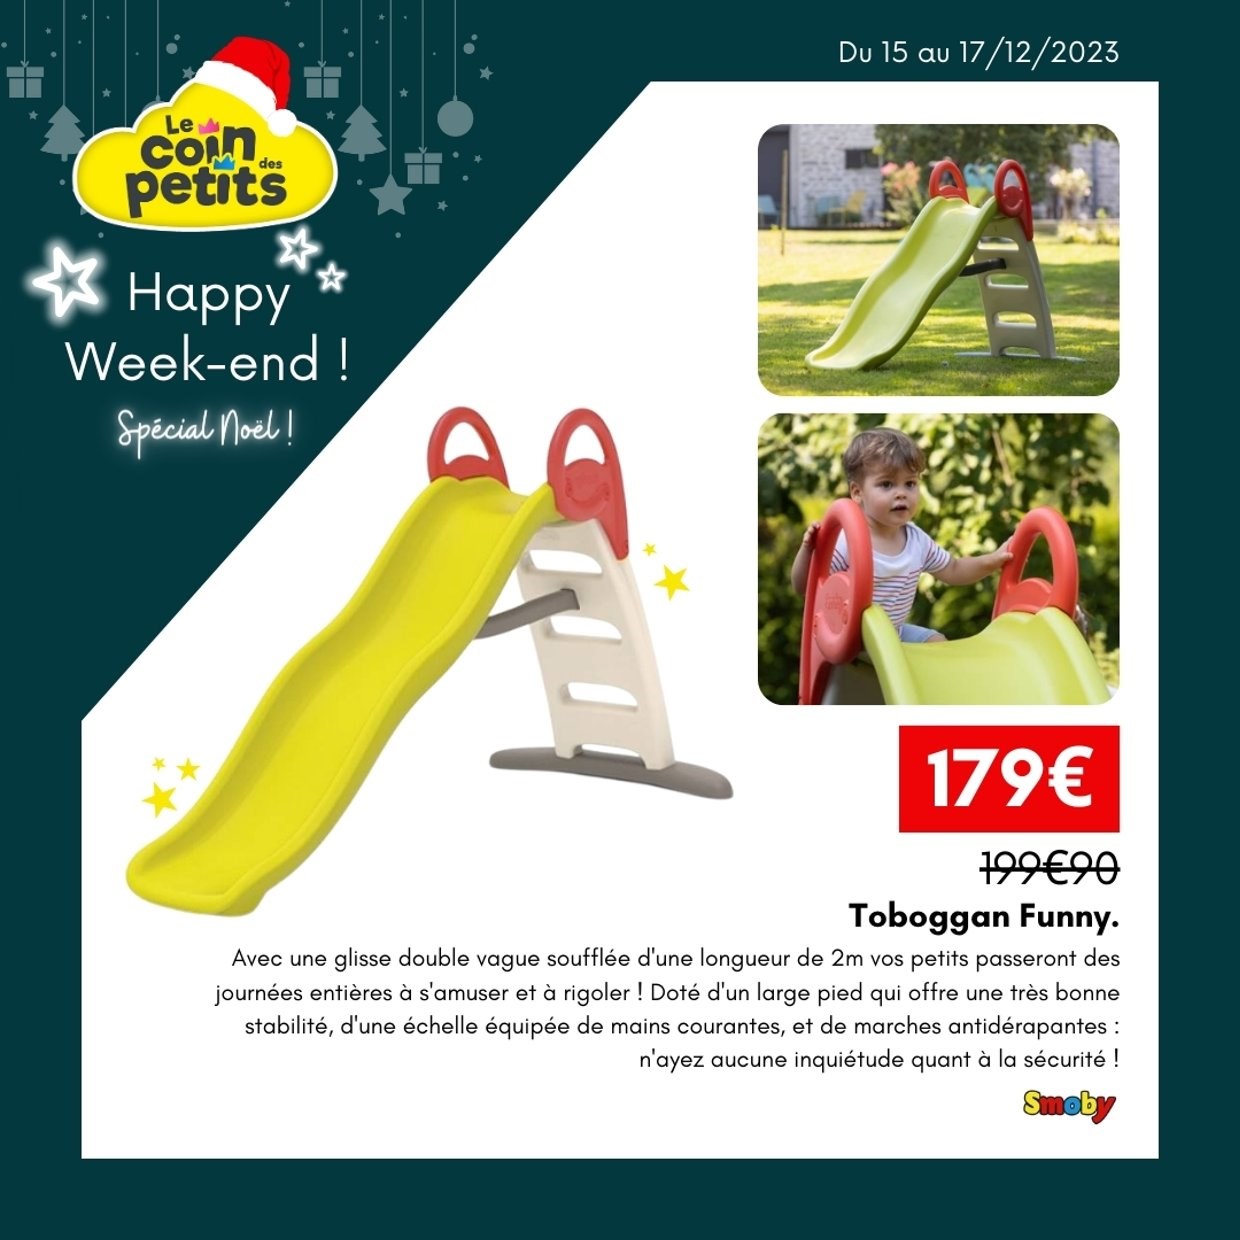 Du 15 au 17/12/2023
Le
coin
des
petits
Happy
Week-end !
Spécial Noël !
179€
199€90
Toboggan Funny.
Avec une glisse double vague soufflée d'une longueur de 2m vos petits passeront des
journées entières à s'amuser et à rigoler ! Doté d'un large pied qui offre une très bonne
stabilité, d'une échelle équipée de mains courantes, et de marches antidérapantes :
n'ayez aucune inquiétude quant à la sécurité !
Smoby